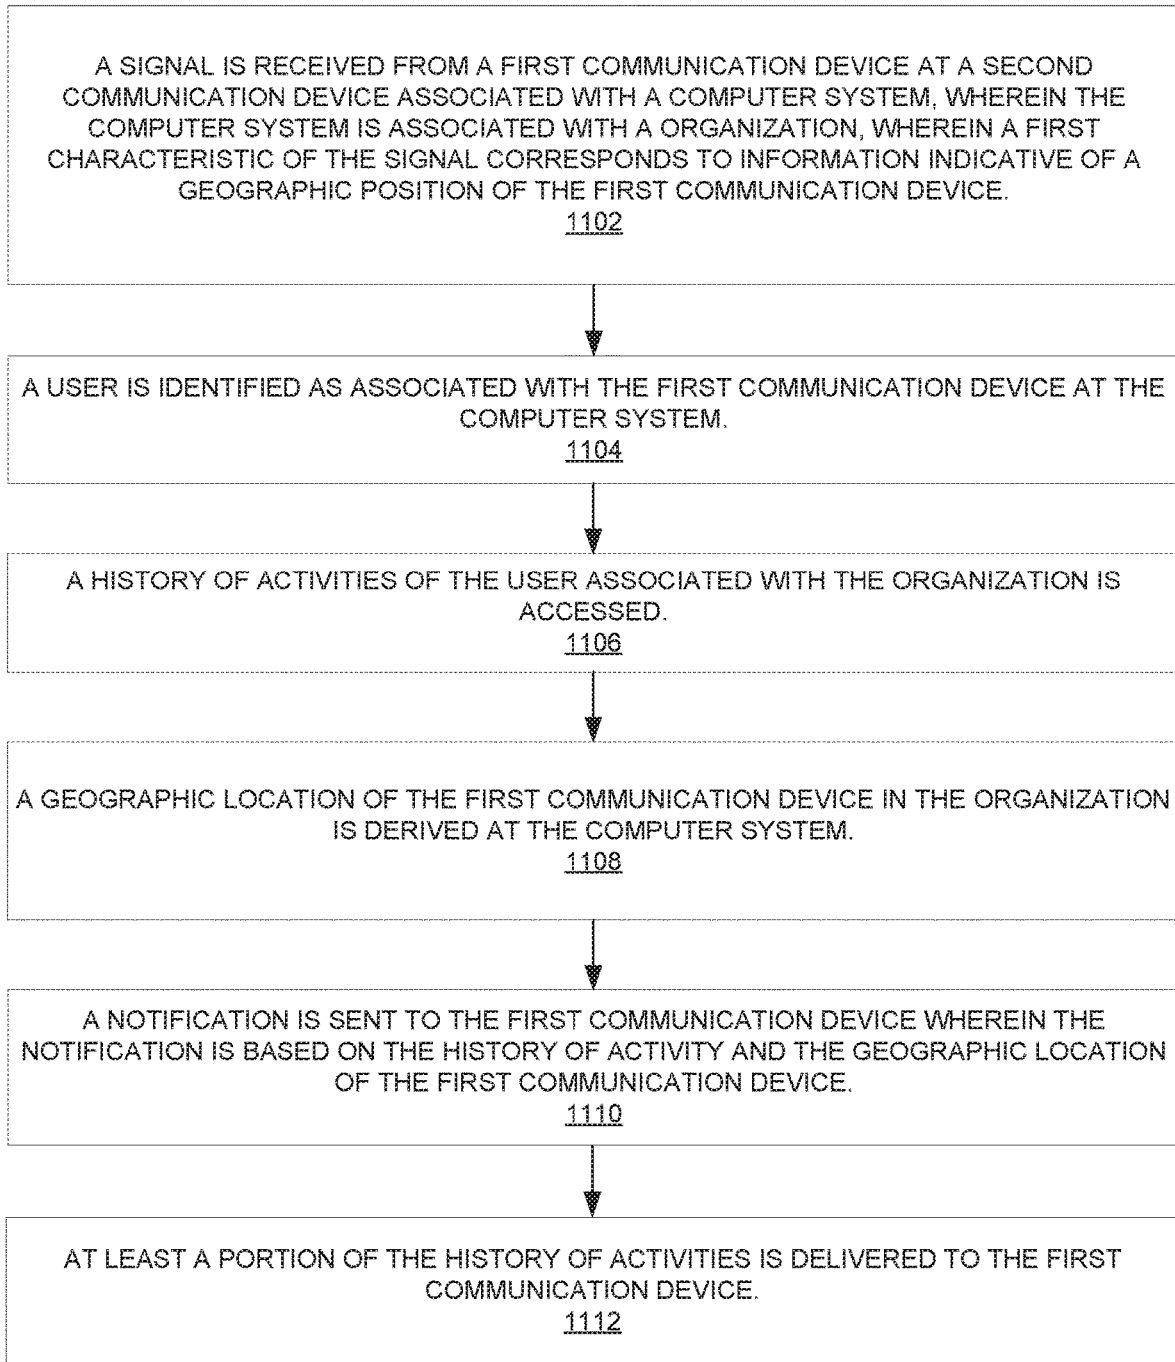 A SIGNAL IS RECEIVED FROM A FIRST COMMUNICATION DEVICE AT A SECOND
COMMUNICATION DEVICE ASSOCIATED WITH A COMPUTER SYSTEM, WHEREIN THE
COMPUTER SYSTEM IS ASSOCIATED WITH A ORGANIZATION, WHEREIN A FIRST
CHARACTERISTIC OF THE SIGNAL CORRESPONDS TO INFORMATION INDICATIVE OF A
GEOGRAPHIC POSITION OF THE FIRST COMMUNICATION DEVICE.
1102
A USER IS IDENTIFIED AS ASSOCIATED WITH THE FIRST COMMUNICATION DEVICE AT THE
COMPUTER SYSTEM.
1104
A HISTORY OF ACTIVITIES OF THE USER ASSOCIATED WITH THE ORGANIZATION IS
ACCESSED.
1106
A GEOGRAPHIC LOCATION OF THE FIRST COMMUNICATION DEVICE IN THE ORGANIZATION
IS DERIVED AT THE COMPUTER SYSTEM.
1108
A NOTIFICATION IS SENT TO THE FIRST COMMUNICATION DEVICE WHEREIN THE
NOTIFICATION IS BASED ON THE HISTORY OF ACTIVITY AND THE GEOGRAPHIC LOCATION
OF THE FIRST COMMUNICATION DEVICE.
1110
AT LEAST A PORTION OF THE HISTORY OF ACTIVITIES IS DELIVERED TO THE FIRST
COMMUNICATION DEVICE.
1112